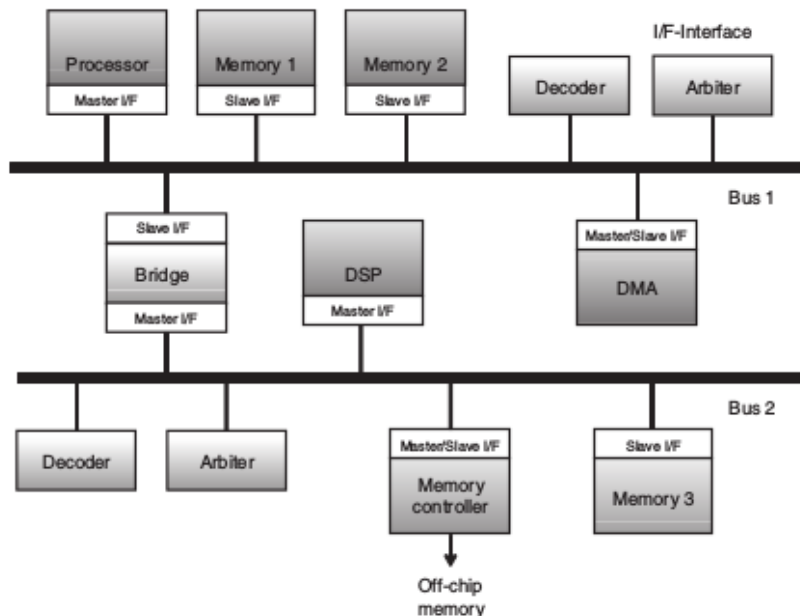 I/F-Interface
Processor
Master I/F
Memory 1
Slave I/F
Memory 2
Slave I/F
Decoder
Arbiter
Bus 1
Slave I/F
Bridge
Master I/F
DSP
Master I/F
Master/Slave I/F
DMA
Bus 2
Decoder
Arbiter
Master/Slave I/F
Memory
controller
Slave I/F
Memory 3
Off-chip
memory